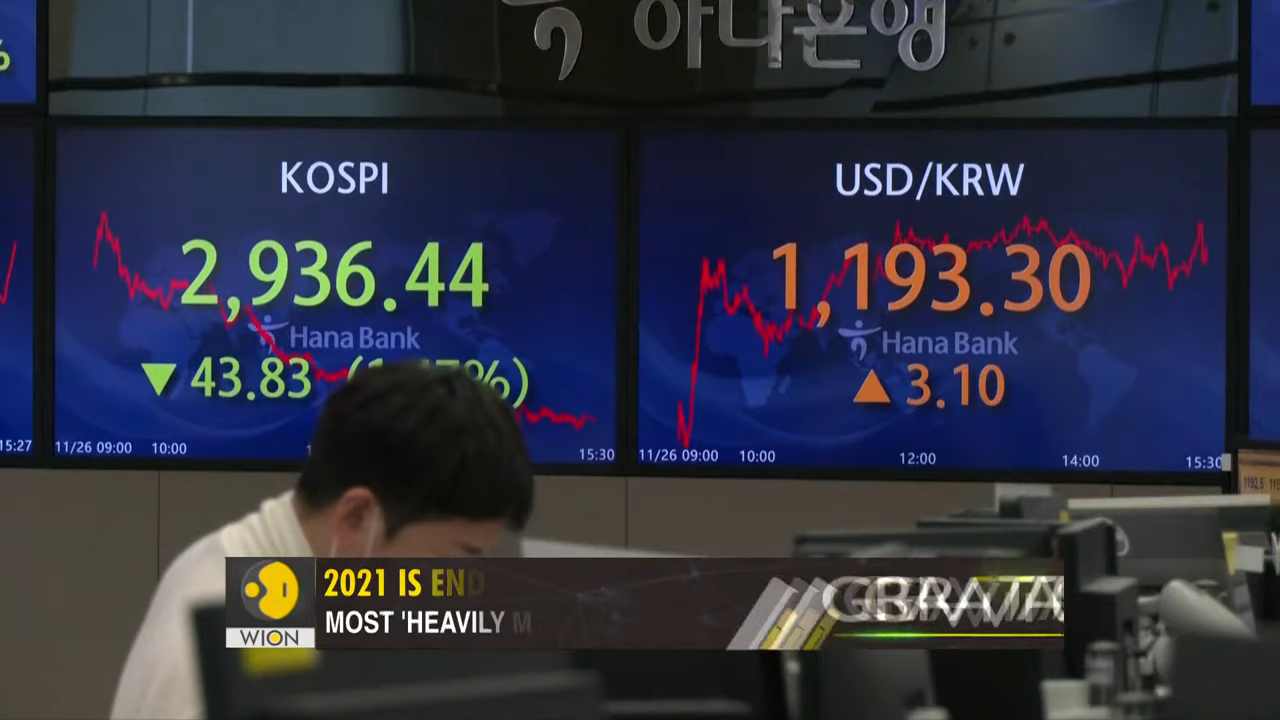 하나은행
%
KOSPI
2,936.44
Hana Bank
▼ 43.83
%)
11/26 09:00 10:00
15:30
USD/KRW
1,193.30
Hana Bank
▲ 3.10
11/26 09:00 10:00 12:00 14:00 15:30
15:27
2021 IS END
MOST 'HEAVILY M
WION